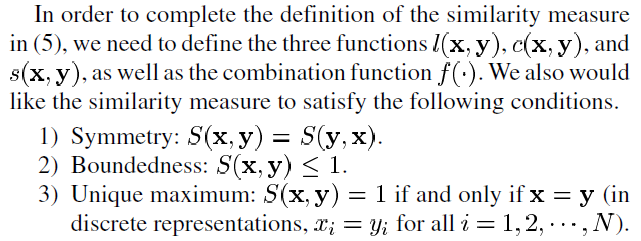 In order to complete the definition of the similarity measure
in (5), we need to define the three functions l(x, y), c(x, y), and
s(x, y), as well as the combination function f(·). We also would
like the similarity measure to satisfy the following conditions.
1) Symmetry: S(x, y) = S(y, x).
2) Boundedness: S(x, y) ≤ 1.
3) Unique maximum: S(x, y) = 1 if and only if x = y (in
discrete representations, xᵢ = yᵢ for all i = 1, 2, ⋯, N).